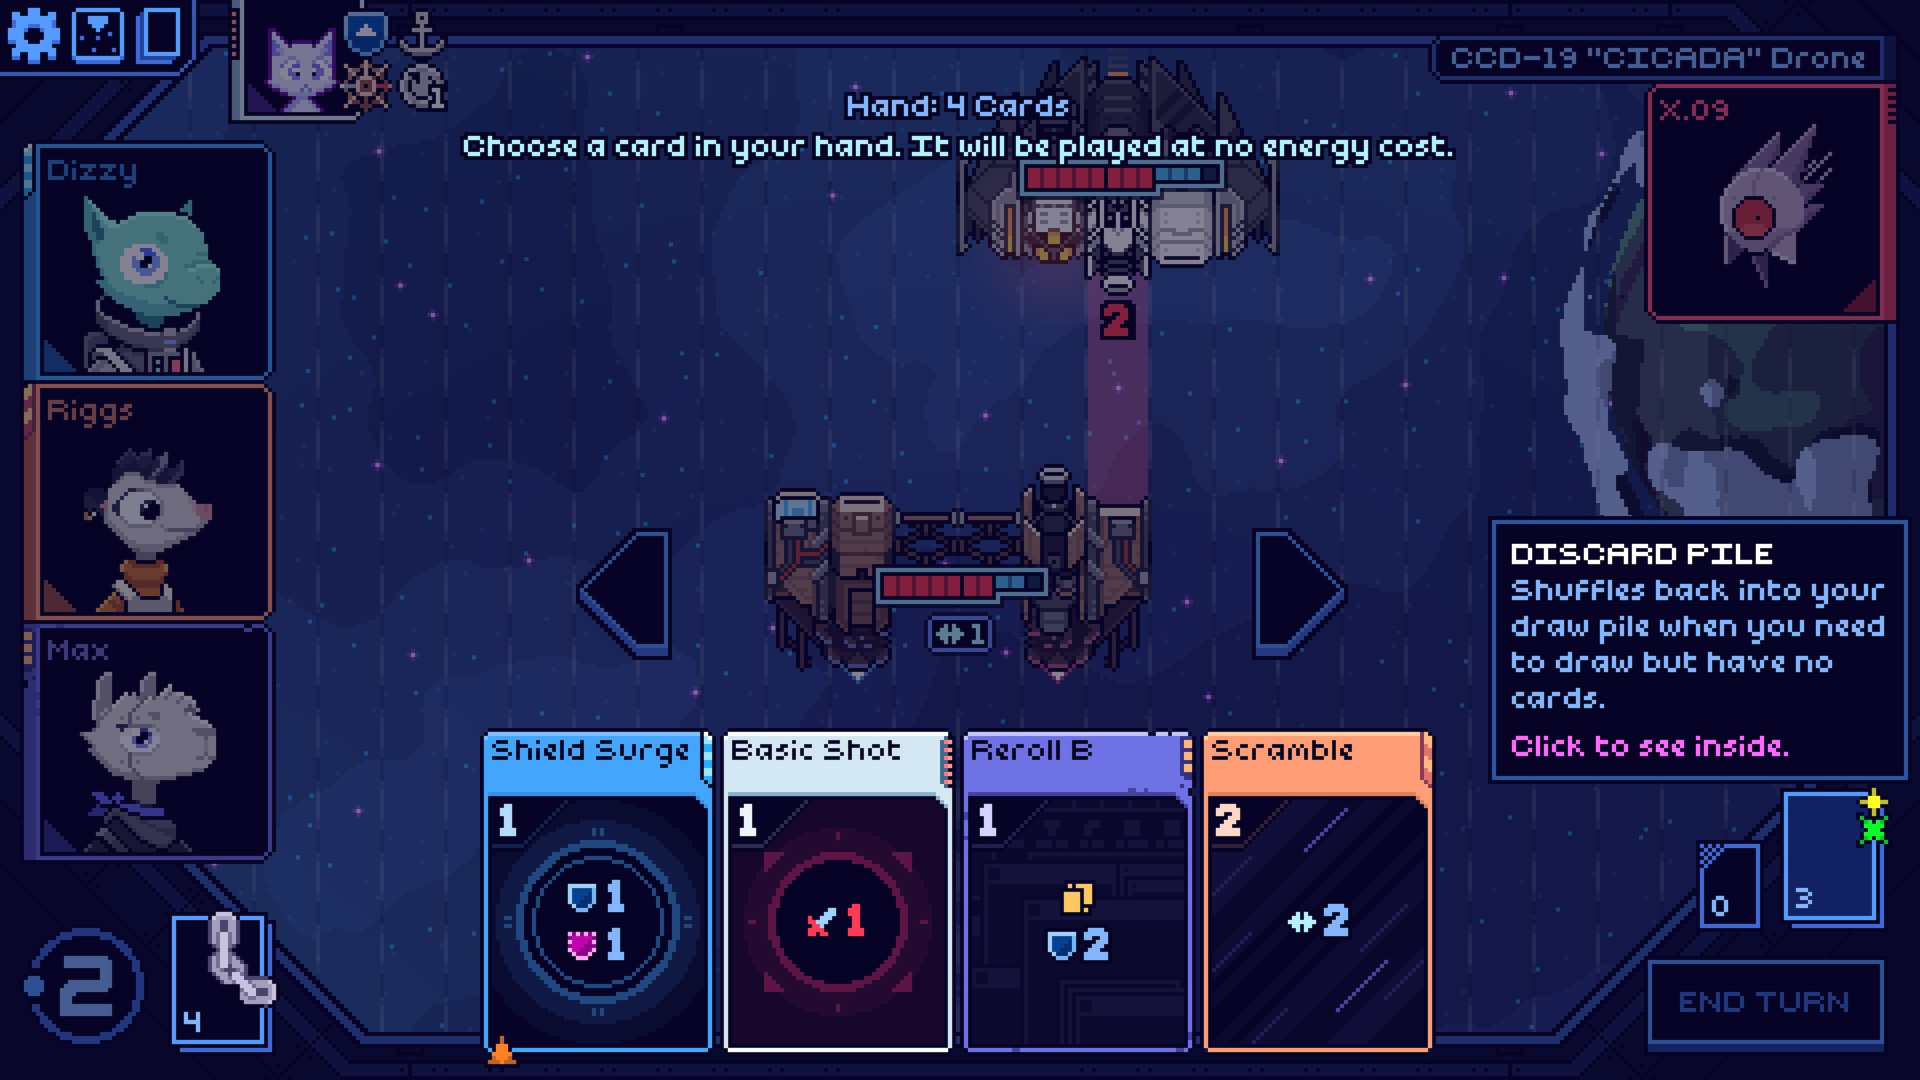 1
CCD-19 "CICADA" Drone
Hand: 4 Cards
Choose a card in your hand. It will be played at no energy cost.
X.09
Dizzy
Riggs
Max
2
1
DISCARD PILE
Shuffles back into your
draw pile when you need
to draw but have no
cards.
Click to see inside.
Shield Surge
1
1
1
Basic Shot
1
1
Reroll B
1
2
Scramble
2
2
2
4
0
3
END TURN